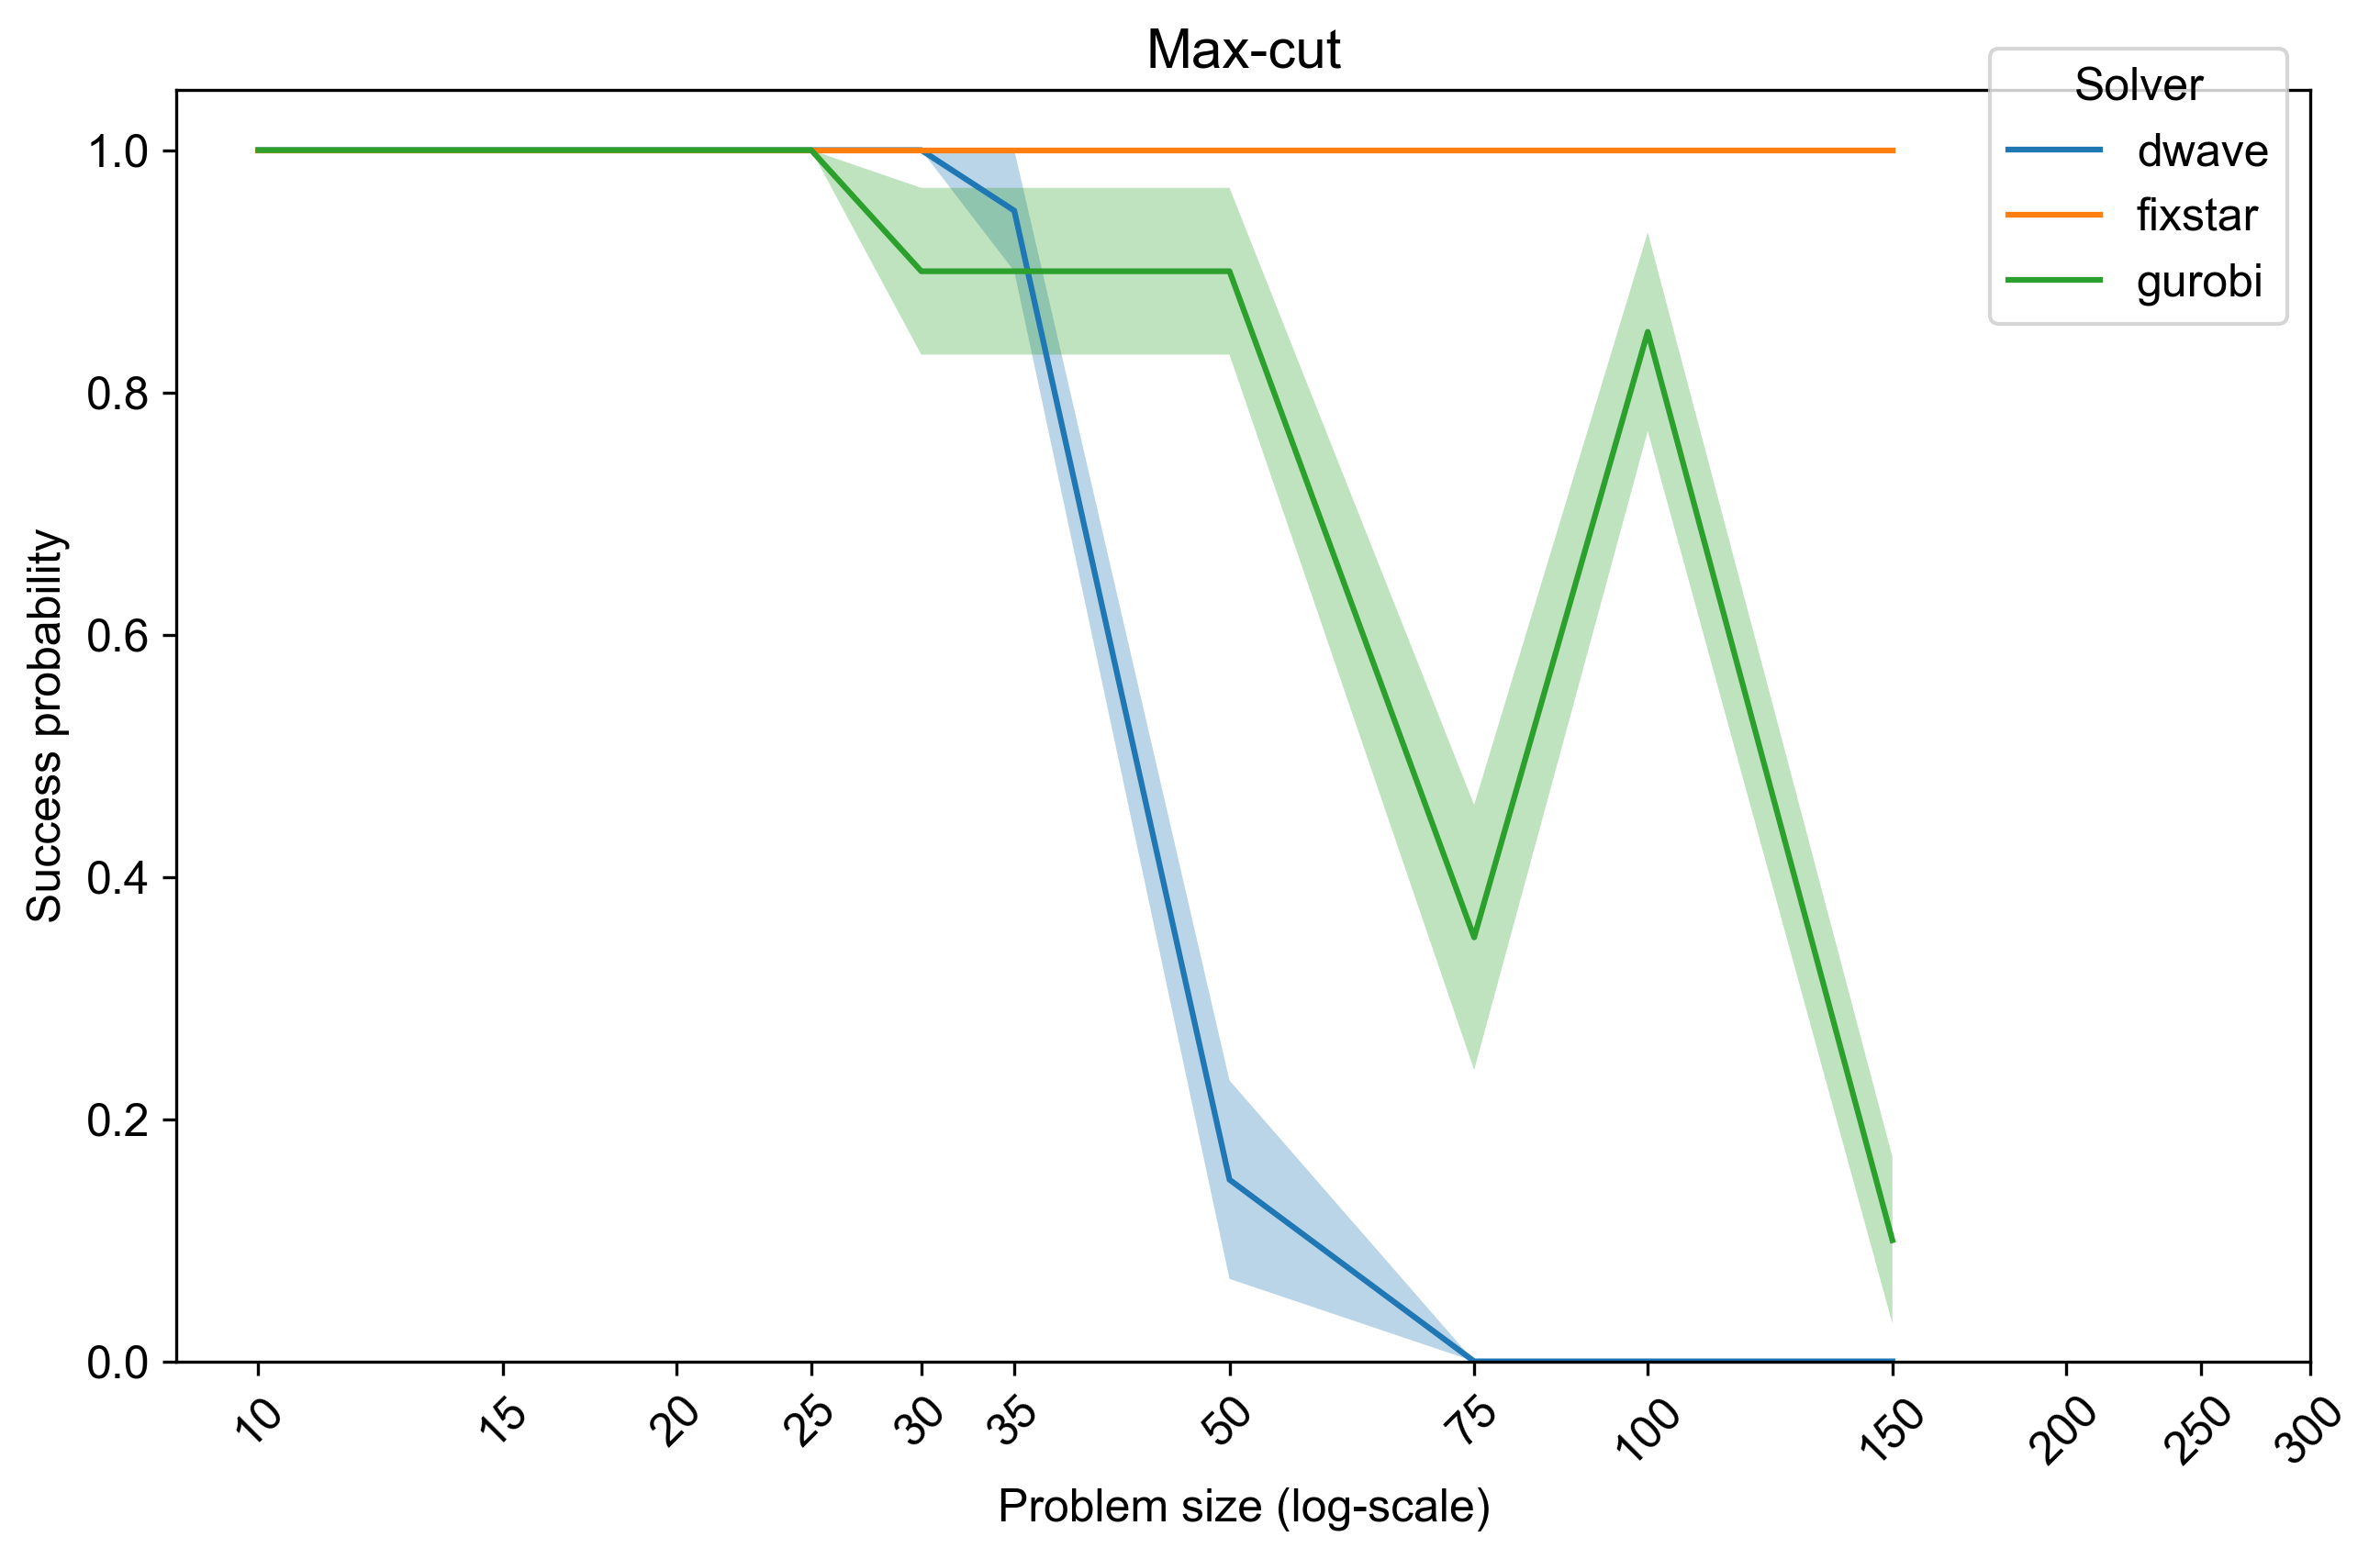 Max-cut
Solver
dwave
fixstar
gurobi
Success probability
1.0
0.8
0.6
0.4
0.2
0.0
10 15 20 25 30 35 50 75 100 150 200 250 300
Problem size (log-scale)